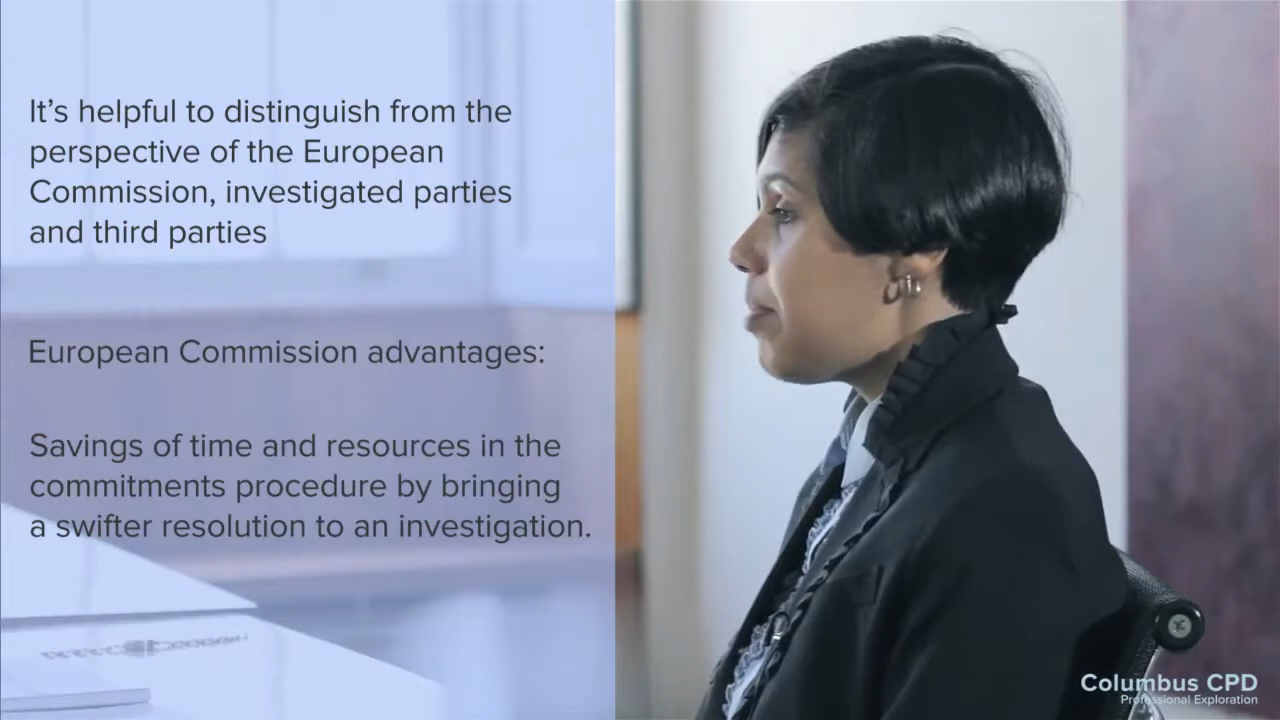 It’s helpful to distinguish from the
perspective of the European
Commission, investigated parties
and third parties
European Commission advantages:
Savings of time and resources in the
commitments procedure by bringing
a swifter resolution to an investigation.
Columbus CPD
Professional Exploration